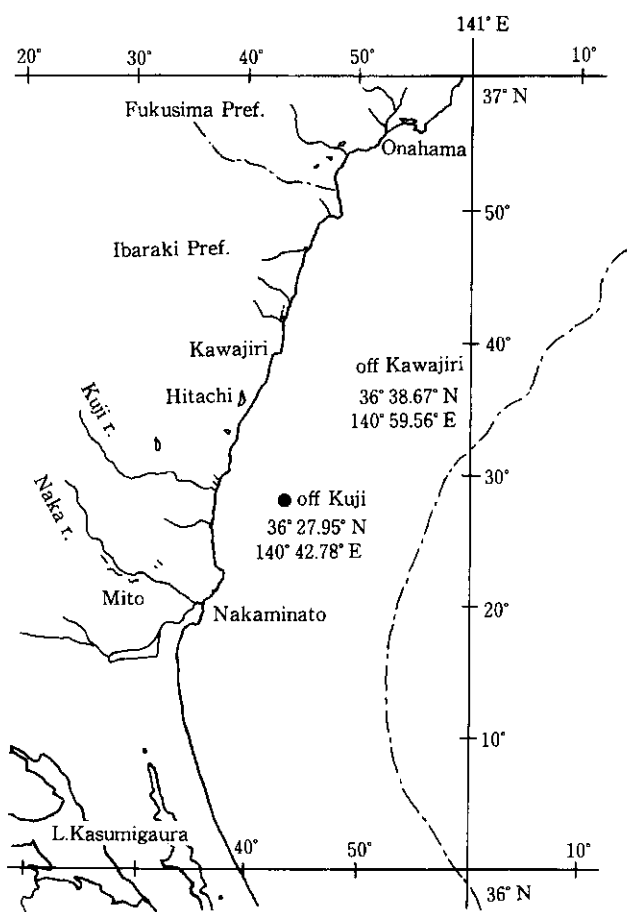 141° E
20°
30°
40°
50°
10°
37° N
Fukusima Pref.
Onahama
50°
Ibaraki Pref.
40°
Kawajiri
off Kawajiri
36° 38.67° N
140° 59.56° E
Hitachi
Kuji r.
30°
off Kuji
36° 27.95° N
140° 42.78° E
Naka r.
Mito
Nakaminato
20°
10°
L.Kasumigaura
40°
50°
10°
36° N